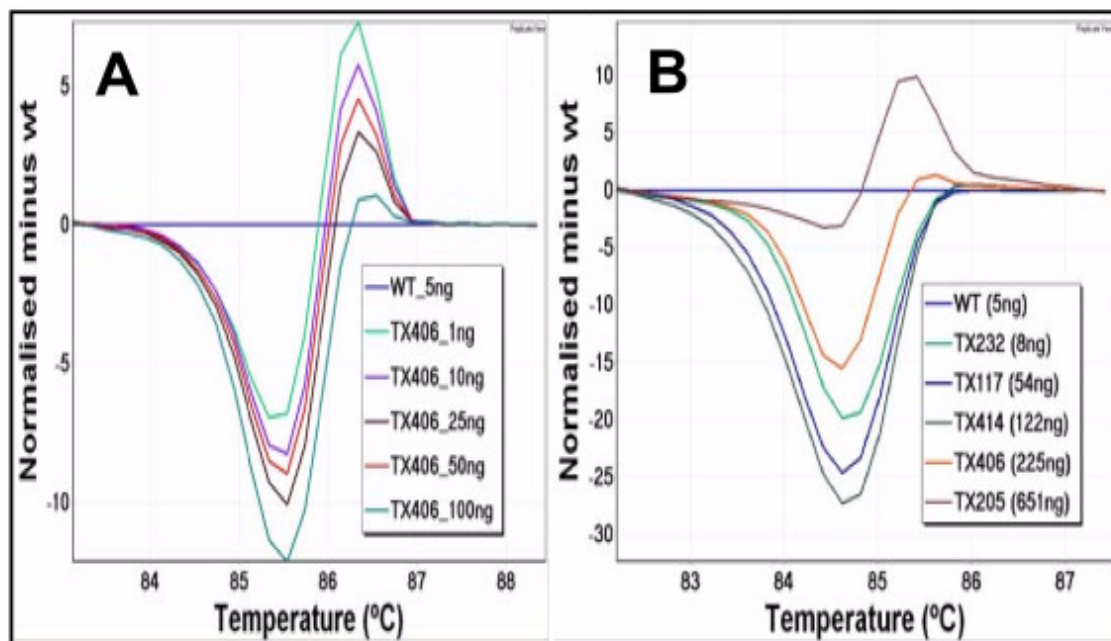 A
Normalised minus wt
5
0
-5
-10
WT_5ng
TX406_1ng
TX406_10ng
TX406_25ng
TX406_50ng
TX406_100ng
84 85 86 87 88
Temperature (ºC)
B
Normalised minus wt
10
5
0
-5
-10
-15
-20
-25
-30
WT (5ng)
TX232 (8ng)
TX117 (54ng)
TX414 (122ng)
TX406 (225ng)
TX205 (651ng)
83 84 85 86 87
Temperature (ºC)